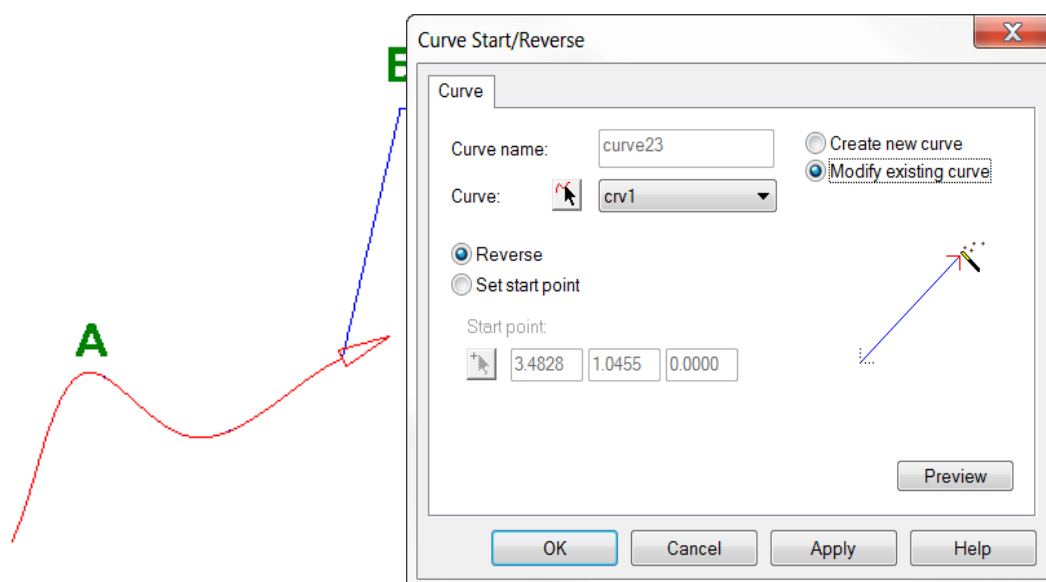 Curve Start/Reverse
X
Curve
Curve name: curve23
Create new curve
Modify existing curve
Curve: crv1
Reverse
Set start point
Start point:
3.4828 1.0455 0.0000
A
Preview
OK Cancel Apply Help